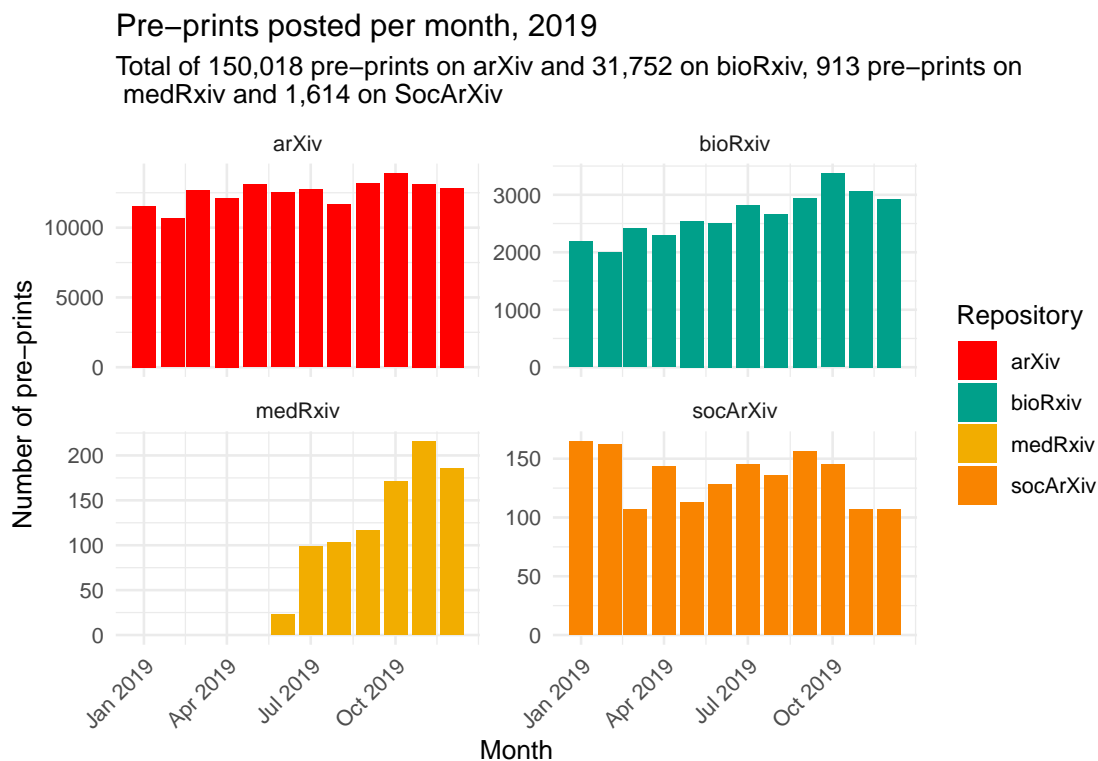 Pre−prints posted per month, 2019
Total of 150,018 pre−prints on arXiv and 31,752 on bioRxiv, 913 pre−prints on
medRxiv and 1,614 on SocArXiv
arXiv
bioRxiv
10000
5000
0
3000
2000
1000
0
medRxiv
socArXiv
200
150
100
50
0
150
100
50
0
Jan 2019
Apr 2019
Jul 2019
Oct 2019
Jan 2019
Apr 2019
Jul 2019
Oct 2019
Month
Number of pre−prints
Repository
arXiv
bioRxiv
medRxiv
socArXiv